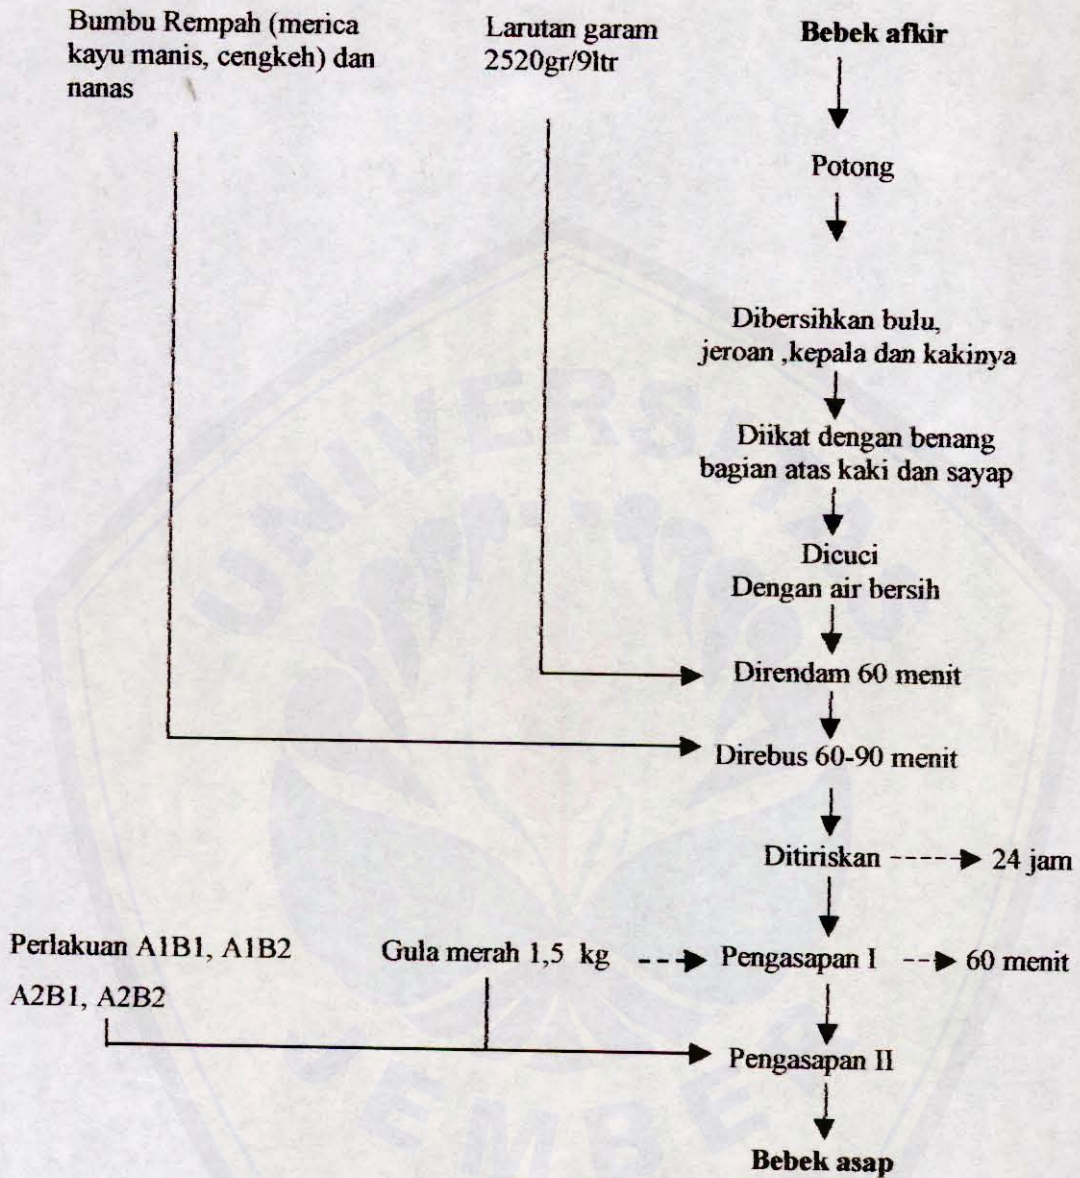 Bumbu Rempah (merica
kayu manis, cengkeh) dan
nanas
Larutan garam
2520gr/9ltr
Bebek afkir
Potong
Dibersihkan bulu,
jeroan ,kepala dan kakinya
Diikat dengan benang
bagian atas kaki dan sayap
Dicuci
Dengan air bersih
Direndam 60 menit
Direbus 60-90 menit
Ditiriskan
24 jam
Perlakuan A1B1, A1B2
A2B1, A2B2
Gula merah 1,5 kg
Pengasapan I
60 menit
Pengasapan II
Bebek asap
UNIVERSITAS
JEMBER